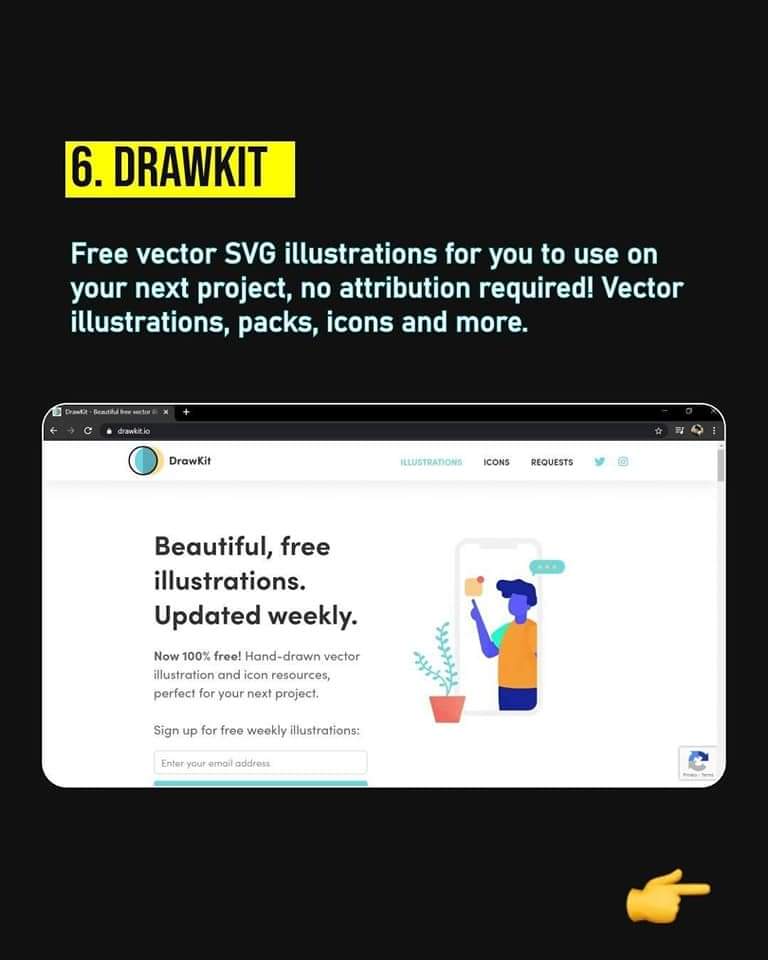 6. DRAWKIT
Free vector SVG illustrations for you to use on
your next project, no attribution required! Vector
illustrations, packs, icons and more.
DrawKit - Beautiful free vector il
drawkit.io
DrawKit
ILLUSTRATIONS
ICONS
REQUESTS
Beautiful, free
illustrations.
Updated weekly.
Now 100% free! Hand-drawn vector
illustration and icon resources,
perfect for your next project.
Sign up for free weekly illustrations:
Enter your email address
Privacy - Terms